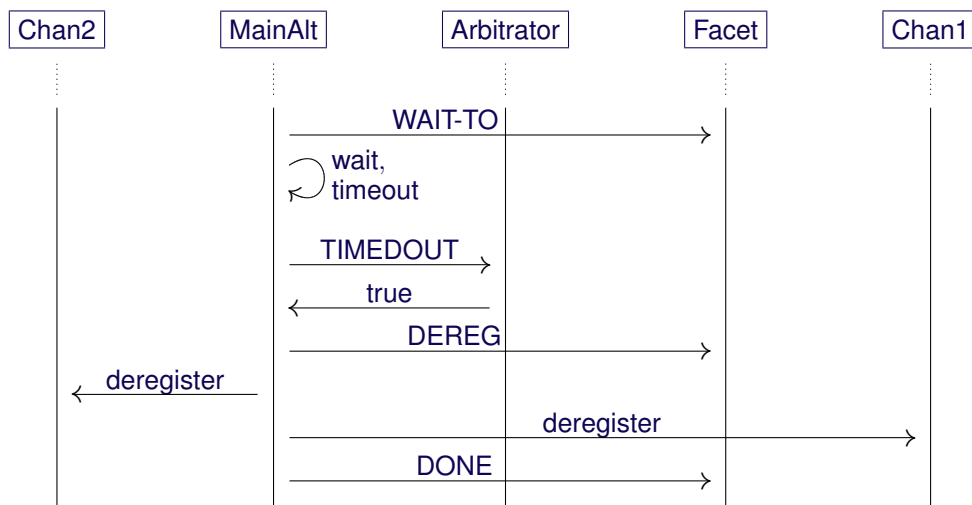 Chan2 MainAlt Arbitrator Facet Chan1
WAIT-TO
wait,
timeout
TIMEDOUT
true
DEREG
deregister
deregister
DONE